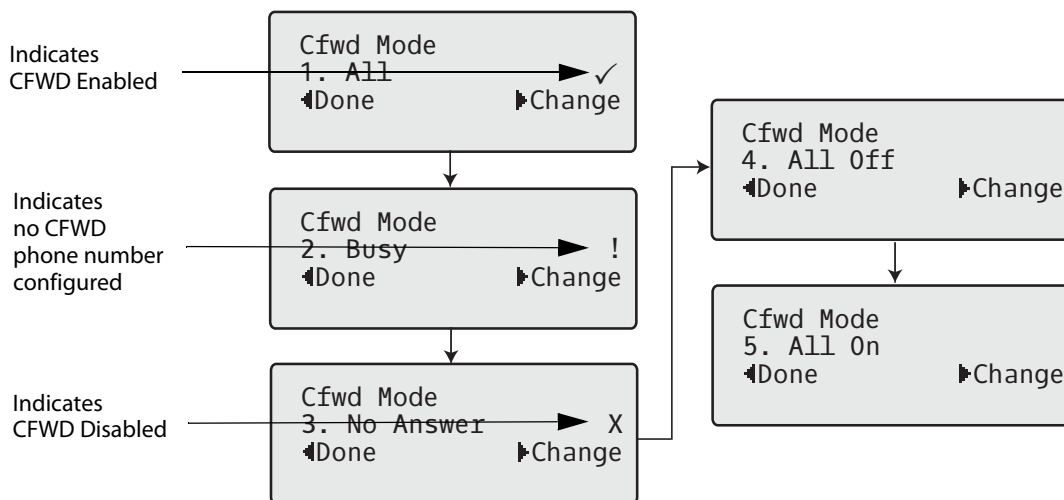 Indicates
CFWD Enabled
Cfwd Mode
1. All ✓
◀Done ▶Change
Indicates
no CFWD
phone number
configured
Cfwd Mode
2. Busy !
◀Done ▶Change
Indicates
CFWD Disabled
Cfwd Mode
3. No Answer X
◀Done ▶Change
Cfwd Mode
4. All Off
◀Done ▶Change
Cfwd Mode
5. All On
◀Done ▶Change